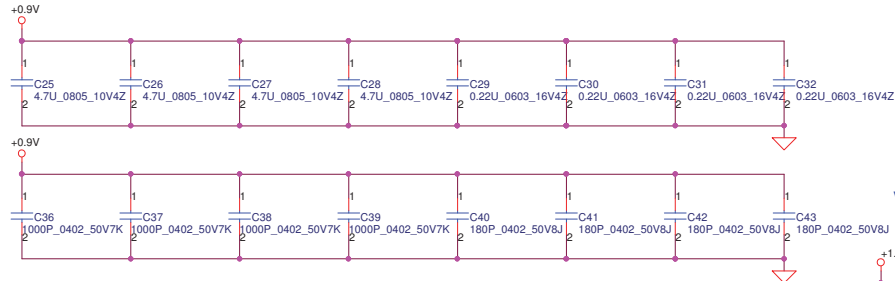 +0.9V
1 1 1 1 1 1 1 1
C25 C26 C27 C28 C29 C30 C31 C32
4.7U_0805_10V4Z 4.7U_0805_10V4Z 4.7U_0805_10V4Z 4.7U_0805_10V4Z 0.22U_0603_16V4Z 0.22U_0603_16V4Z 0.22U_0603_16V4Z 0.22U_0603_16V4Z
2 2 2 2 2 2 2 2
+0.9V
1 1 1 1 1 1 1 1
C36 C37 C38 C39 C40 C41 C42 C43
1000P_0402_50V7K 1000P_0402_50V7K 1000P_0402_50V7K 1000P_0402_50V7K 180P_0402_50V8J 180P_0402_50V8J 180P_0402_50V8J 180P_0402_50V8J
2 2 2 2 2 2 2 2
+1.